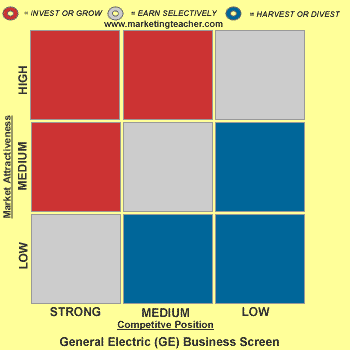 = INVEST OR GROW = EARN SELECTIVELY = HARVEST OR DIVEST
www.marketingteacher.com
HIGH
MEDIUM
LOW
Market Attractiveness
STRONG MEDIUM LOW
Competitve Position
General Electric (GE) Business Screen